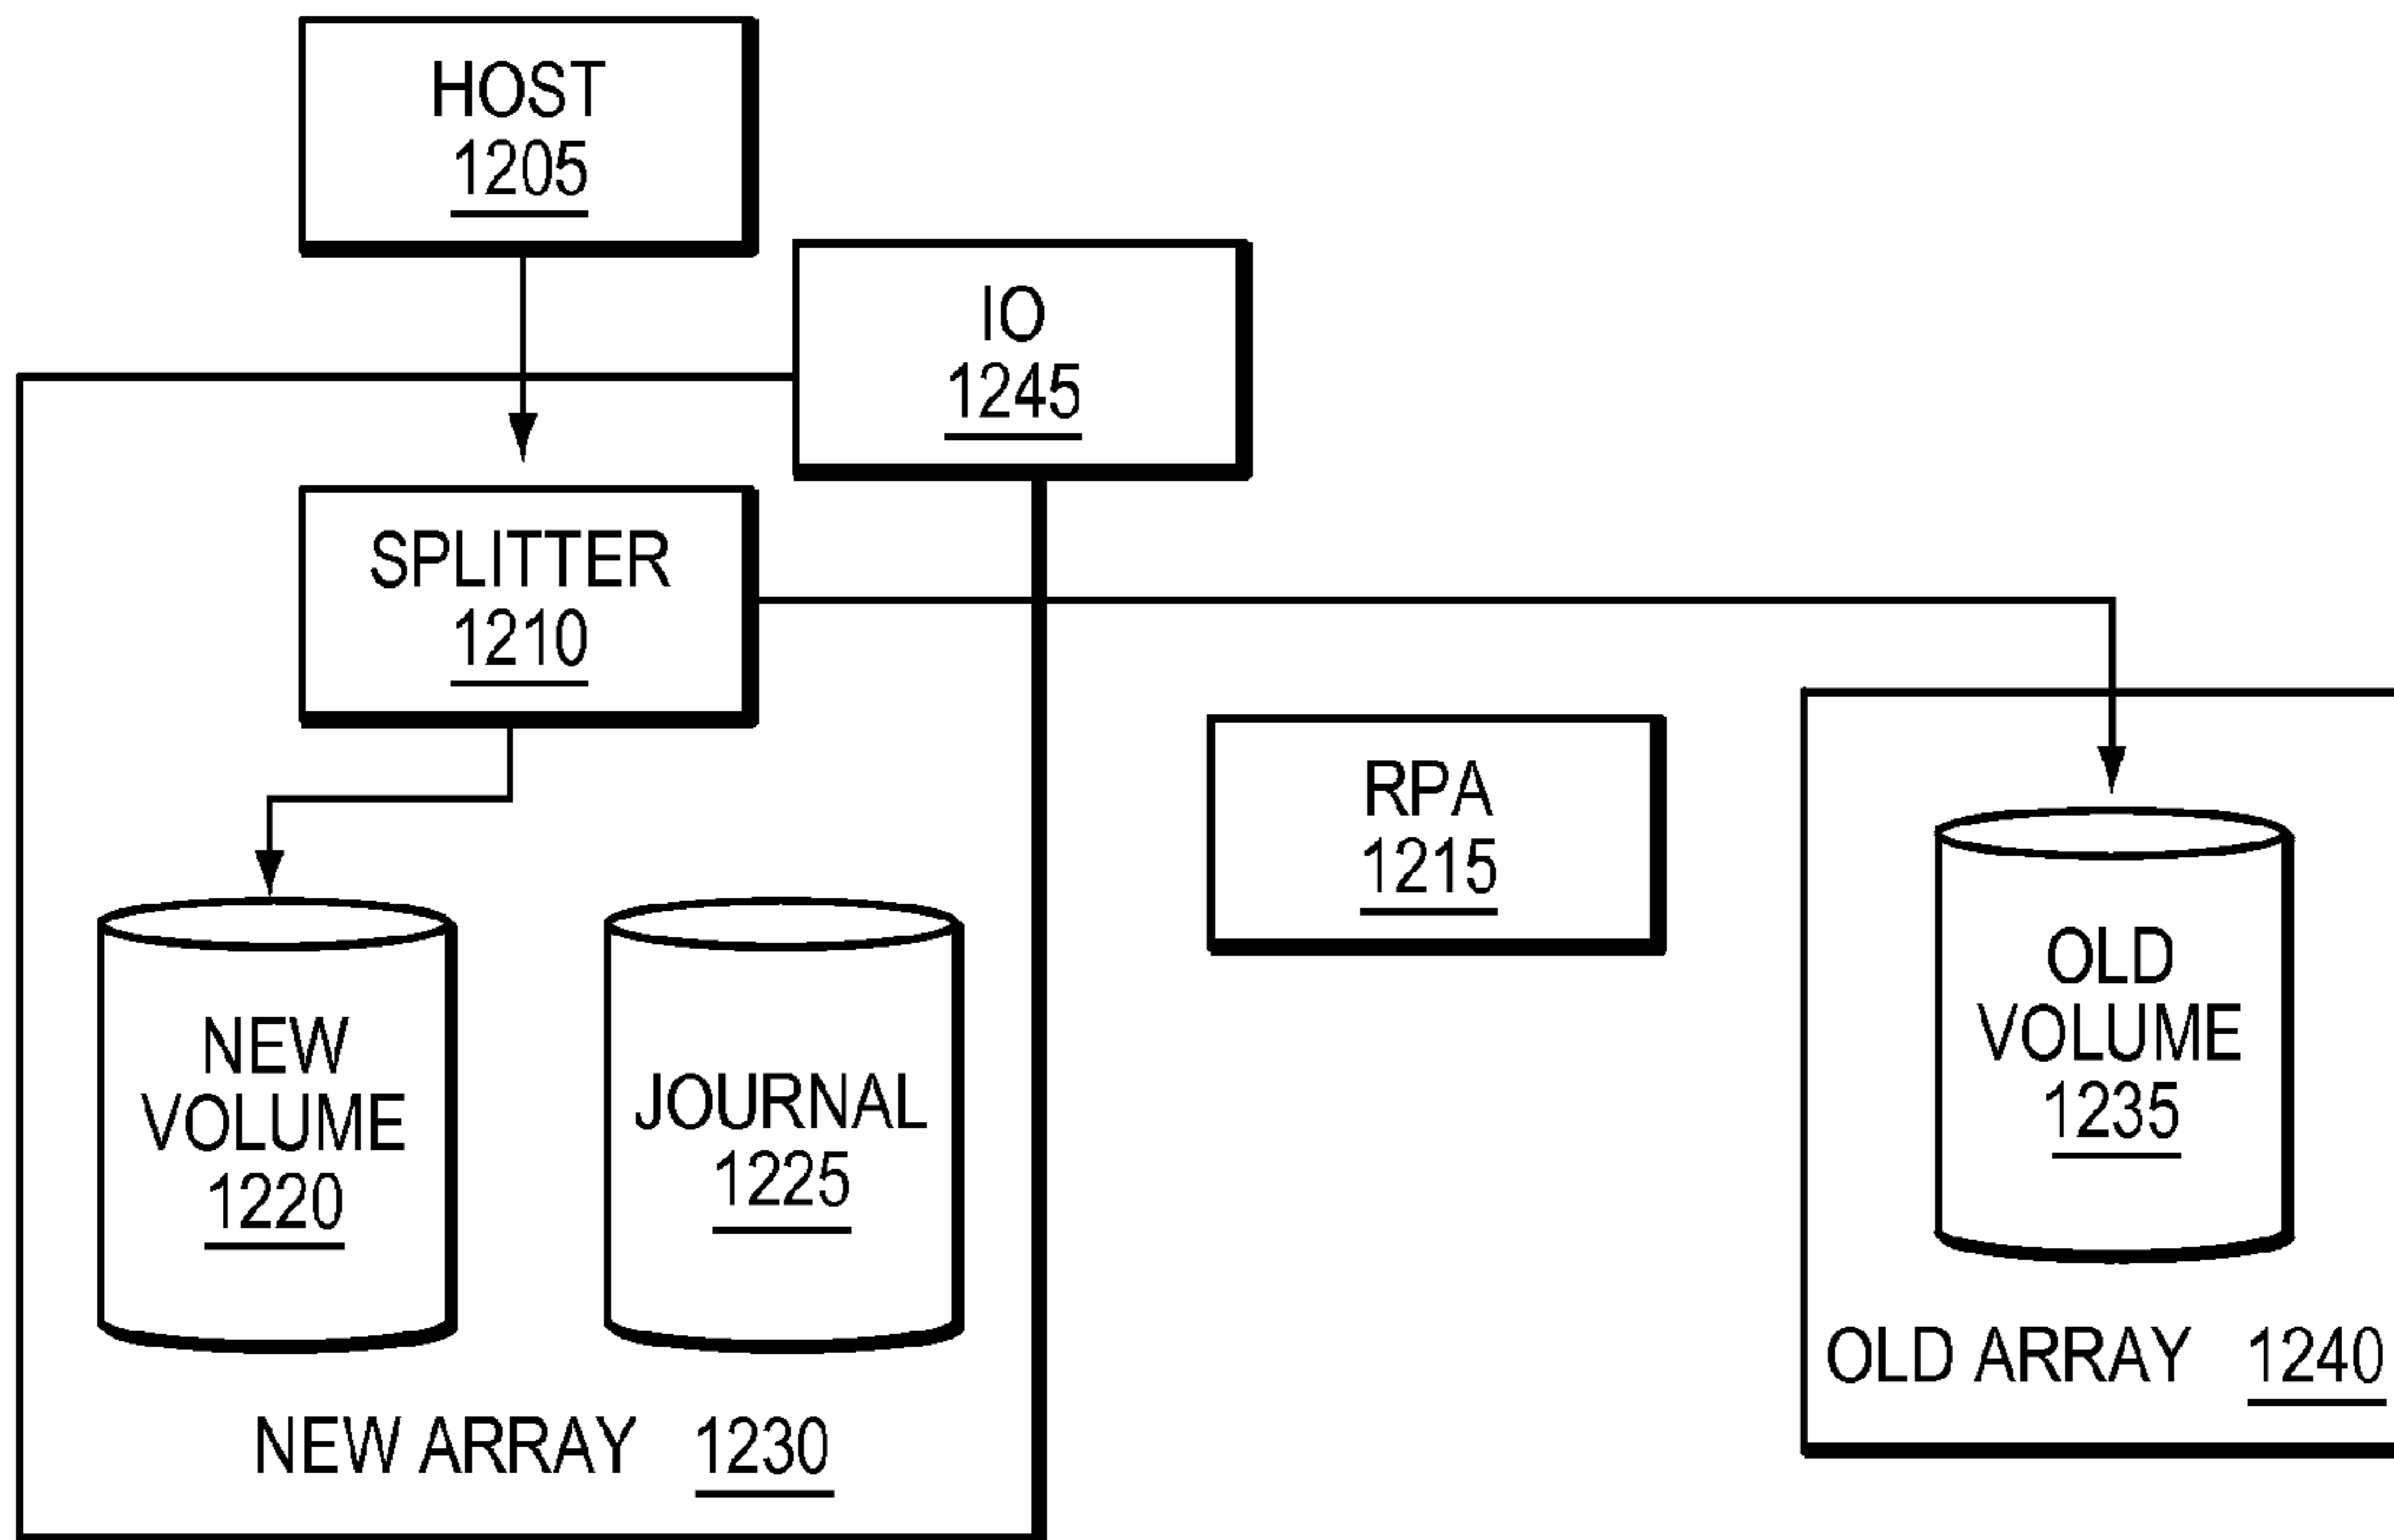 HOST
1205
IO
1245
SPLITTER
1210
RPA
1215
OLD
VOLUME
1235
NEW
VOLUME
1220
JOURNAL
1225
OLD ARRAY 1240
NEW ARRAY 1230